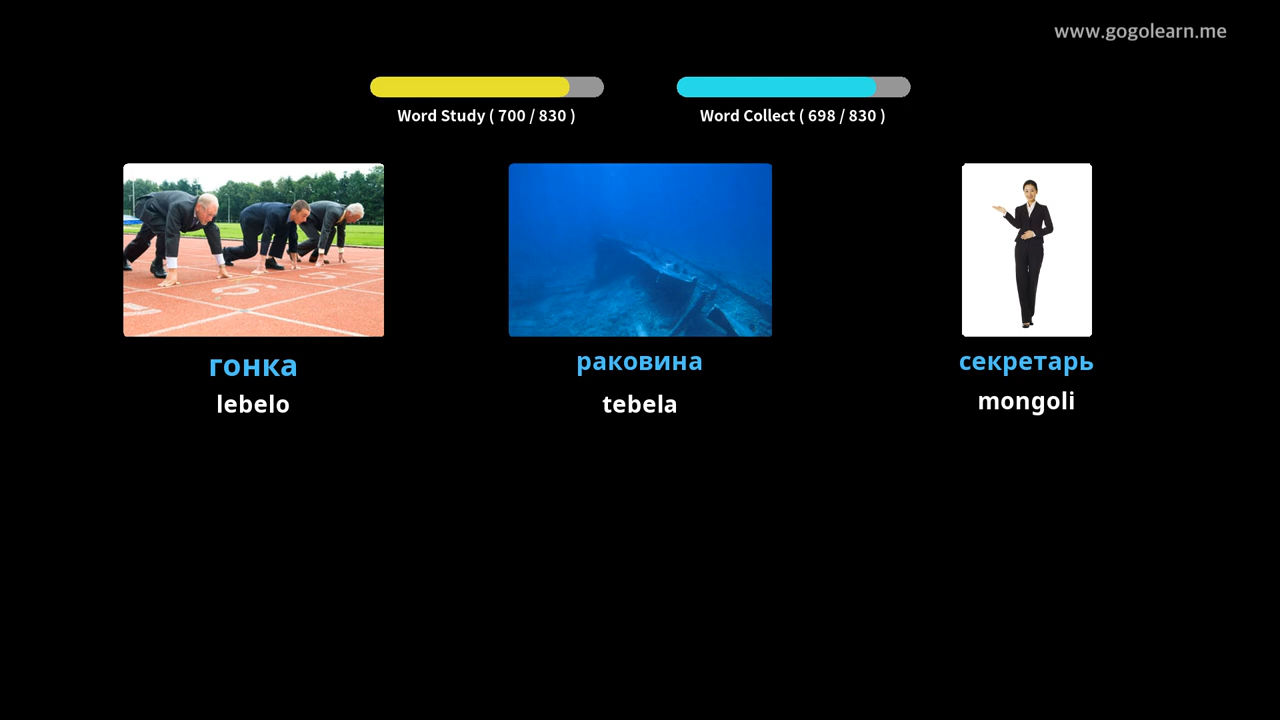 www.gogolearn.me
Word Study ( 700 / 830 )
Word Collect ( 698 / 830 )
гонка
раковина
секретарь
lebelo
tebela
mongoli